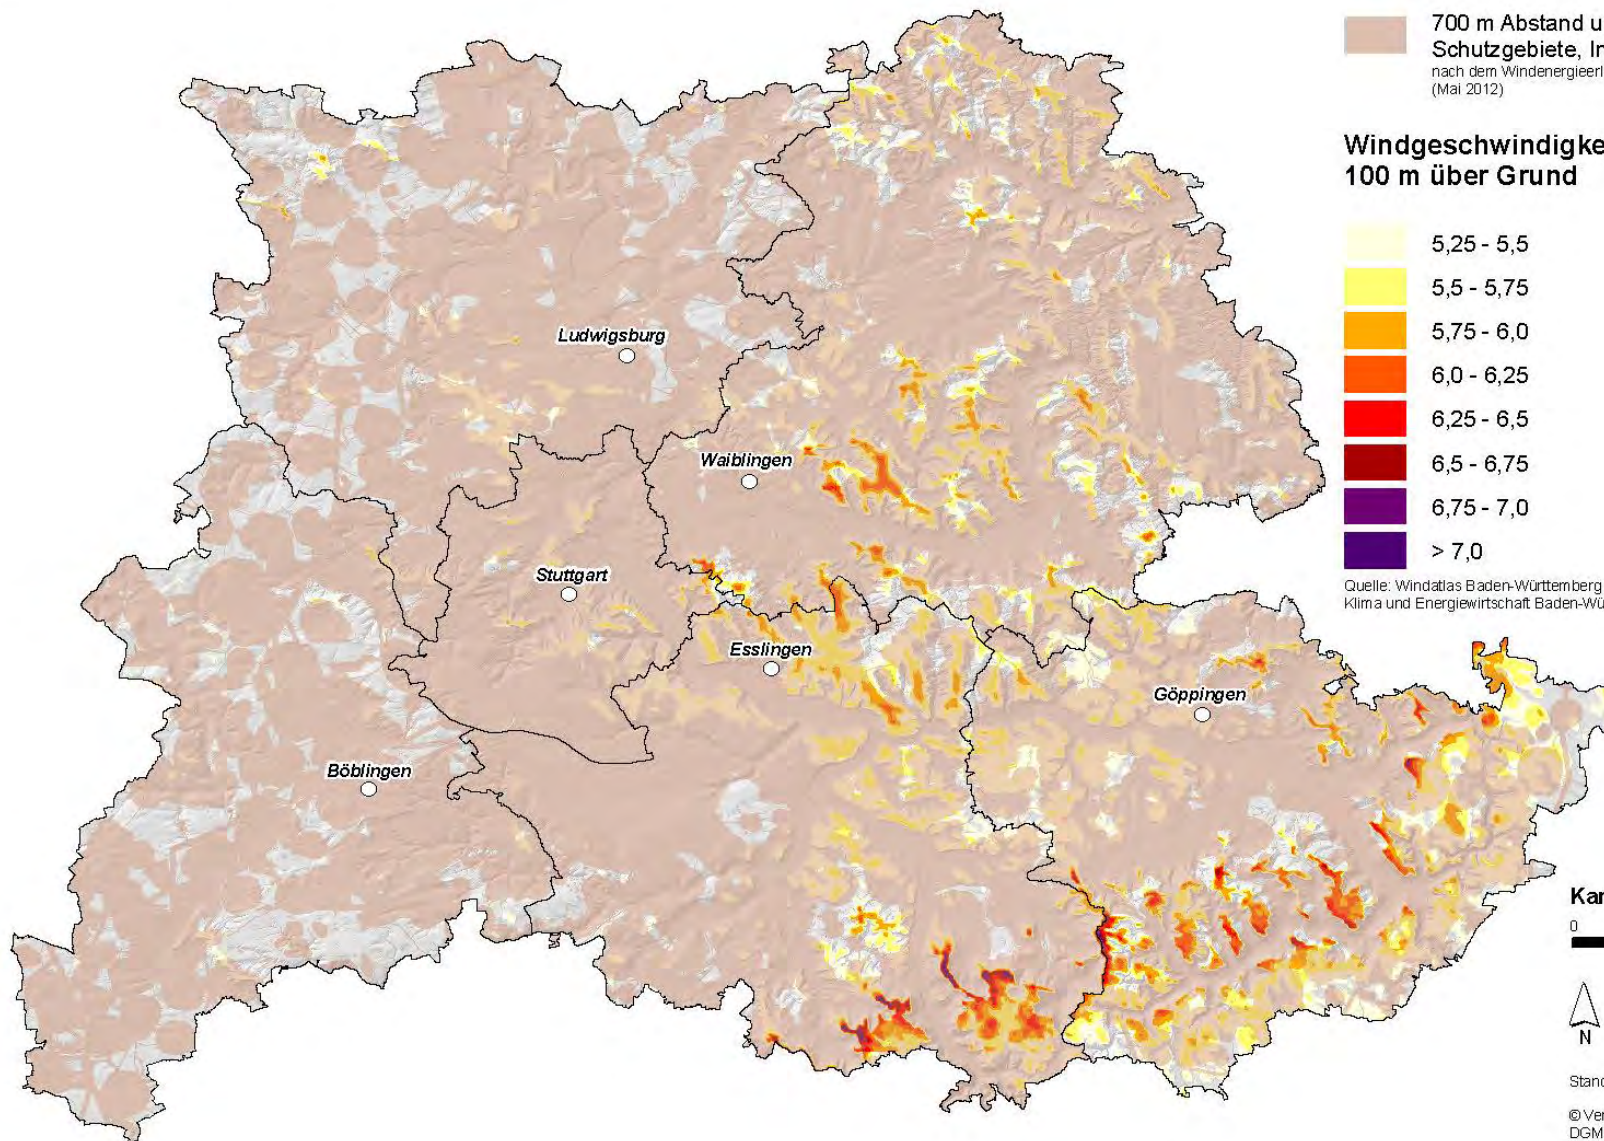 700 m Abstand u
Schutzgebiete, In
nach dem Windenergieerl
(Mai 2012)
Windgeschwindigke
100 m über Grund
5,25 - 5,5
5,5 - 5,75
5,75 - 6,0
6,0 - 6,25
6,25 - 6,5
6,5 - 6,75
6,75 - 7,0
> 7,0
Quelle: Windatlas Baden-Württemberg
Klima und Energiewirtschaft Baden-Wü
Ludwigsburg
Waiblingen
Stuttgart
Esslingen
Göppingen
Böblingen
Kar
0
N
Stand
© Ver
DGM